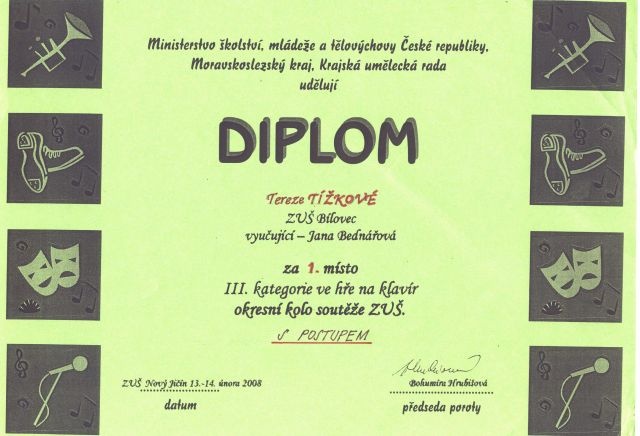 Ministerstvo školství, mládeže a tělovýchovy České republiky,
Moravskoslezský kraj, Krajská umělecká rada
udělují
DIPLOM
Tereze TÍŽKOVÉ
ZUŠ Bílovec
vyučující – Jana Bednářová
za 1. místo
III. kategorie ve hře na klavír
okresní kolo soutěže ZUŠ.
S POSTUPEM
ZUŠ Nový Jičín 13.-14. února 2008
datum
Bohumira Hrubišová
předseda poroty